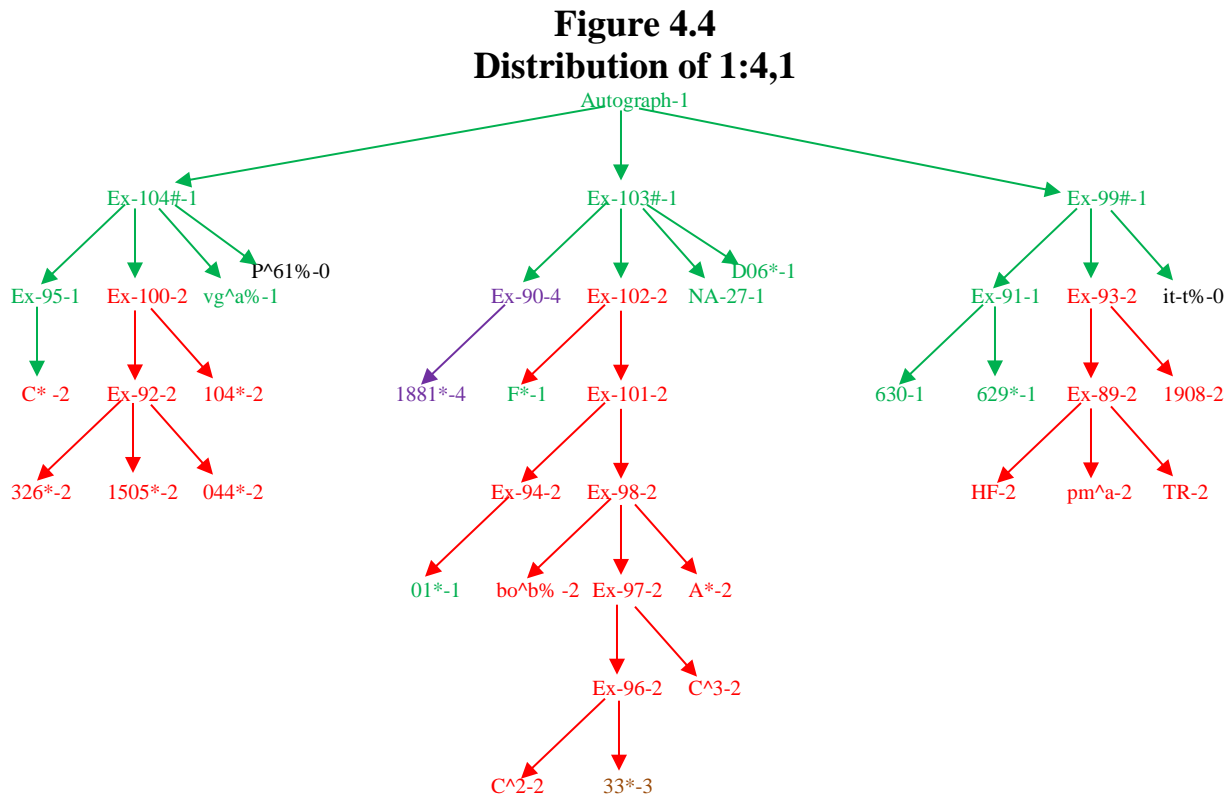 Figure 4.4
Distribution of 1:4,1
Autograph-1
Ex-104#-1 Ex-103#-1 Ex-99#-1
P^61%-0 D06*-1
Ex-95-1 Ex-100-2 vg^a%-1 Ex-90-4 Ex-102-2 NA-27-1 Ex-91-1 Ex-93-2 it-t%-0
C* -2 Ex-92-2 104*-2 1881*-4 F*-1 Ex-101-2 630-1 629*-1 Ex-89-2 1908-2
326*-2 1505*-2 044*-2 Ex-94-2 Ex-98-2 HF-2 pm^a-2 TR-2
01*-1 bo^b% -2 Ex-97-2 A*-2
Ex-96-2 C^3-2
C^2-2 33*-3